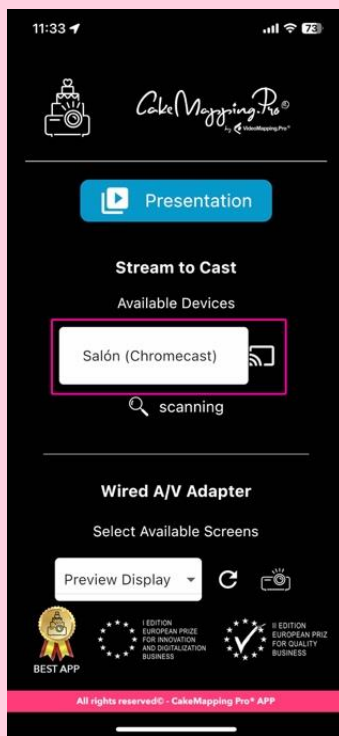 11:33
73
CakeMapping.Pro®
by VideoMapping.Pro®
Presentation
Stream to Cast
Available Devices
Salón (Chromecast)
scanning
Wired A/V Adapter
Select Available Screens
Preview Display
BEST APP
I EDITION
EUROPEAN PRIZE
FOR INNOVATION
AND DIGITALIZATION
BUSINESS
II EDITION
EUROPEAN PRIZ
FOR QUALITY
BUSINESS
All rights reserved© - CakeMapping Pro® APP